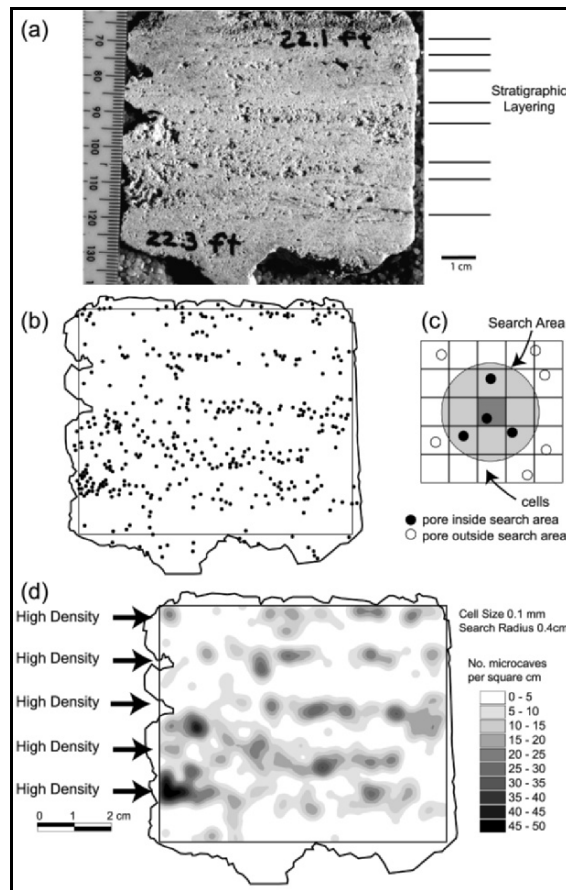 (a)
70
80
90
100
110
120
130
22.1 ft
22.3 ft
Stratigraphic
Layering
1 cm
(b)
(c)
Search Area
cells
pore inside search area
pore outside search area
(d)
High Density
High Density
High Density
High Density
High Density
0 1 2 cm
Cell Size 0.1 mm
Search Radius 0.4cm
No. microcaves
per square cm
0 - 5
5 - 10
10 - 15
15 - 20
20 - 25
25 - 30
30 - 35
35 - 40
40 - 45
45 - 50